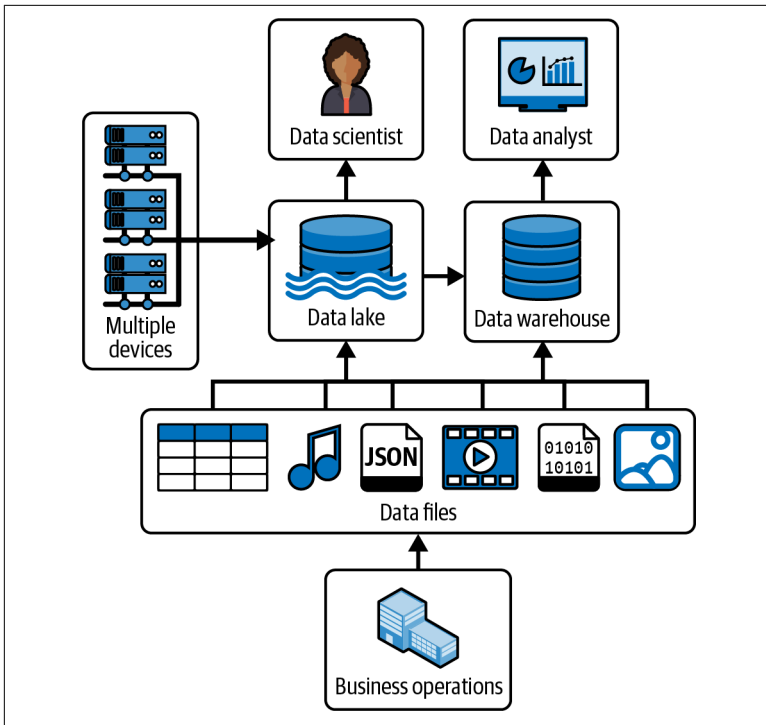 Data scientist
Data analyst
Multiple
devices
Data lake
Data warehouse
JSON
01010
10101
Data files
Business operations